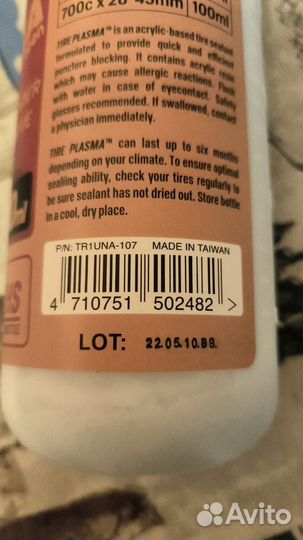 700c x 28-45mm 100ml
TIRE PLASMA™ is an acrylic-based tire sealant
formulated to provide quick and efficient
puncture blocking. It contains acrylic resin
which may cause allergic reactions. Flush
with water in case of eyecontact. Safety
glasses recommended. If swallowed, contact
a physician immediately.
TIRE PLASMA™ can last up to six months
depending on your climate. To ensure optimal
sealing ability, check your tires regularly to
be sure sealant has not dried out. Store bottle
in a cool, dry place.
P/N: TR1UNA-107 MADE IN TAIWAN
4 710751 502482 >
LOT: 22.05.10.B9.
Avito